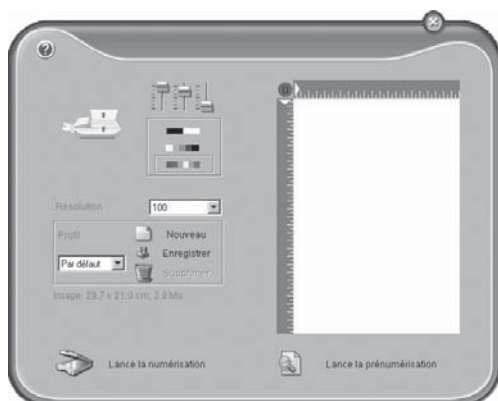 Résolution
100
Profil
Nouveau
Par défaut
Enregistrer
Supprimer
Image: 29.7 x 21.0 cm; 2.9 Mo
Lance la numérisation
Lance la prénumérisation